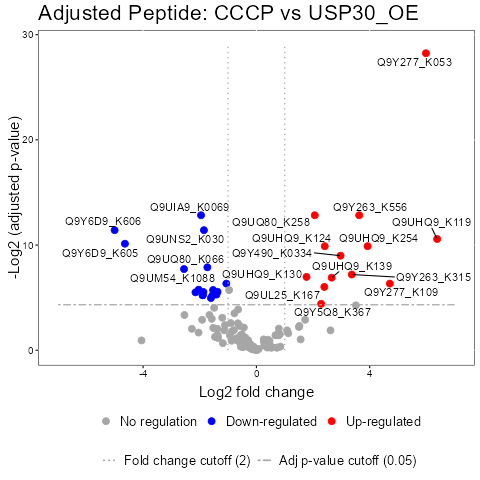 Adjusted Peptide: CCCP vs USP30_OE
30
Q9Y277_K053
20
-Log2 (adjusted p-value)
Q9UIA9_K0069
Q9Y263_K556
Q9Y6D9_K606
Q9UQ80_K258
Q9UHQ9_K119
Q9UNS2_K030
Q9UHQ9_K124
Q9UHQ9_K254
10
Q9Y6D9_K605
Q9UQ80_K066
Q9Y490_K0334
Q9UM54_K1088
Q9UHQ9_K130
Q9UHQ9_K139
Q9Y263_K315
Q9UL25_K167
Q9Y277_K109
Q9Y5Q8_K367
0
-4
0
4
Log2 fold change
No regulation
Down-regulated
Up-regulated
Fold change cutoff (2)
Adj p-value cutoff (0.05)